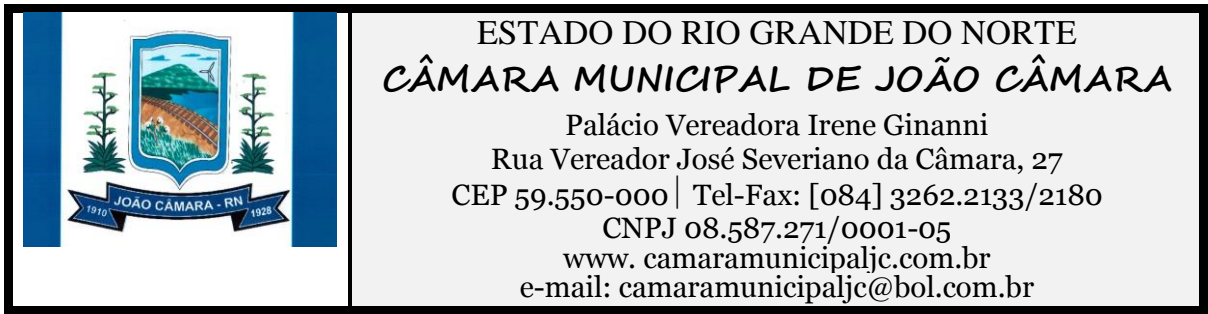 1910 JOÃO CÂMARA - RN 1928
ESTADO DO RIO GRANDE DO NORTE
CÂMARA MUNICIPAL DE JOÃO CÂMARA
Palácio Vereadora Irene Ginanni
Rua Vereador José Severiano da Câmara, 27
CEP 59.550-000| Tel-Fax: [084] 3262.2133/2180
CNPJ 08.587.271/0001-05
www. camaramunicipaljc.com.br
e-mail: camaramunicipaljc@bol.com.br